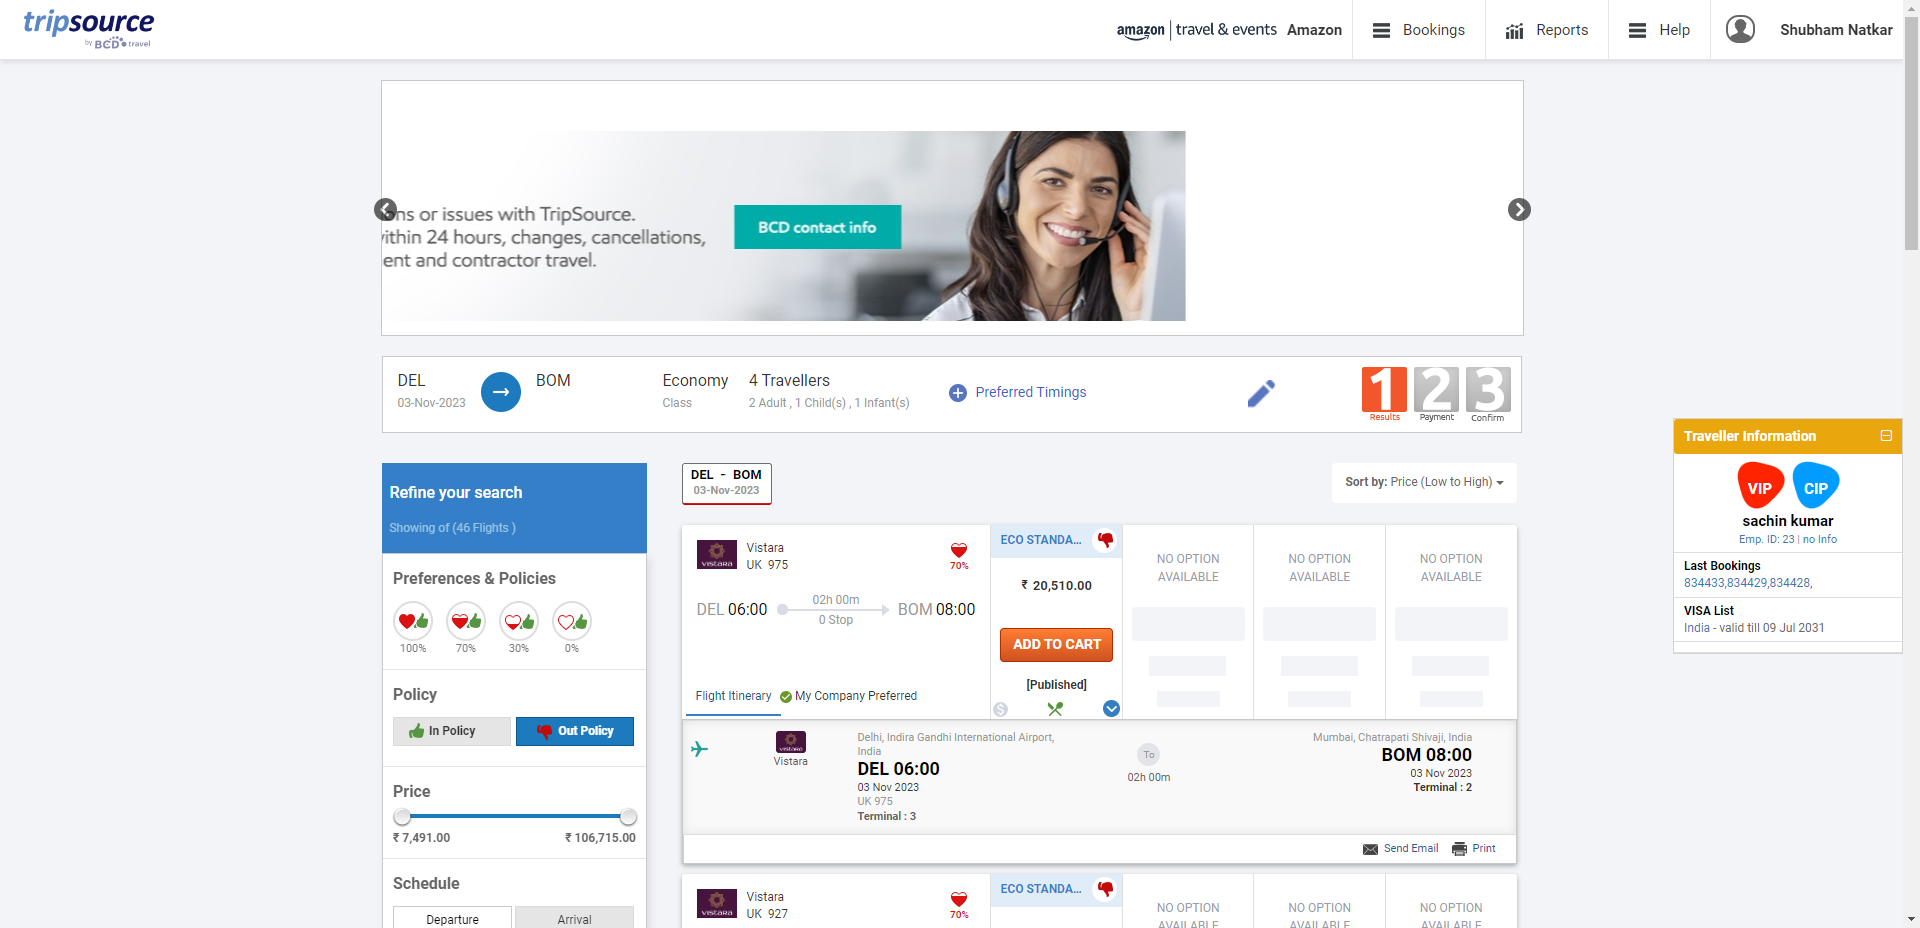 tripsource
by BCD travel
amazon | travel & events Amazon
Bookings
Reports
Help
Shubham Natkar
ons or issues with TripSource.
ithin 24 hours, changes, cancellations,
ent and contractor travel.
BCD contact info
DEL
03-Nov-2023
BOM
Economy
Class
4 Travellers
2 Adult , 1 Child(s) , 1 Infant(s)
Preferred Timings
1
Results
2
Payment
3
Confirm
Traveller Information
VIP
CIP
sachin kumar
Emp. ID: 23 | no Info
Last Bookings
834433,834429,834428,
VISA List
India - valid till 09 Jul 2031
Refine your search
Showing of (46 Flights )
Preferences & Policies
100%
70%
30%
0%
Policy
In Policy
Out Policy
Price
₹ 7,491.00
₹ 106,715.00
Schedule
Departure
Arrival
DEL - BOM
03-Nov-2023
Sort by: Price (Low to High)
VISTARA
Vistara
UK 975
70%
DEL 06:00
02h 00m
0 Stop
BOM 08:00
Flight Itinerary
My Company Preferred
ECO STANDA...
₹ 20,510.00
ADD TO CART
[Published]
NO OPTION
AVAILABLE
NO OPTION
AVAILABLE
NO OPTION
AVAILABLE
VISTARA
Vistara
Delhi, Indira Gandhi International Airport,
India
DEL 06:00
03 Nov 2023
UK 975
Terminal : 3
To
02h 00m
Mumbai, Chatrapati Shivaji, India
BOM 08:00
03 Nov 2023
Terminal : 2
Send Email
Print
VISTARA
Vistara
UK 927
70%
ECO STANDA...
NO OPTION
AVAILABLE
NO OPTION
AVAILABLE
NO OPTION
AVAILABLE